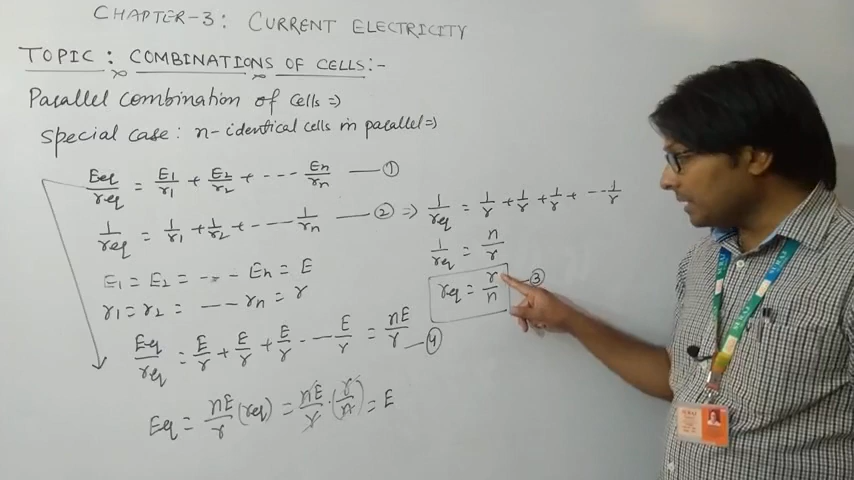 CHAPTER-3: CURRENT ELECTRICITY
TOPIC: COMBINATIONS OF CELLS:-
Parallel combination of cells ⇒
special case: n-identical cells in parallel ⇒
Eeq/req = E1/r1 + E2/r2 + --- En/rn — ①
1/req = 1/r1 + 1/r2 + --- 1/rn — ② ⇒ 1/req = 1/r + 1/r + 1/r + --- 1/r
1/req = n/r
req = r/n — ③
E1 = E2 = --- En = E
r1 = r2 = --- rn = r
Eq/req = E/r + E/r + E/r --- E/r = nE/r — ④
Eq = nE/r (req) = nE/r · (r/n) = E